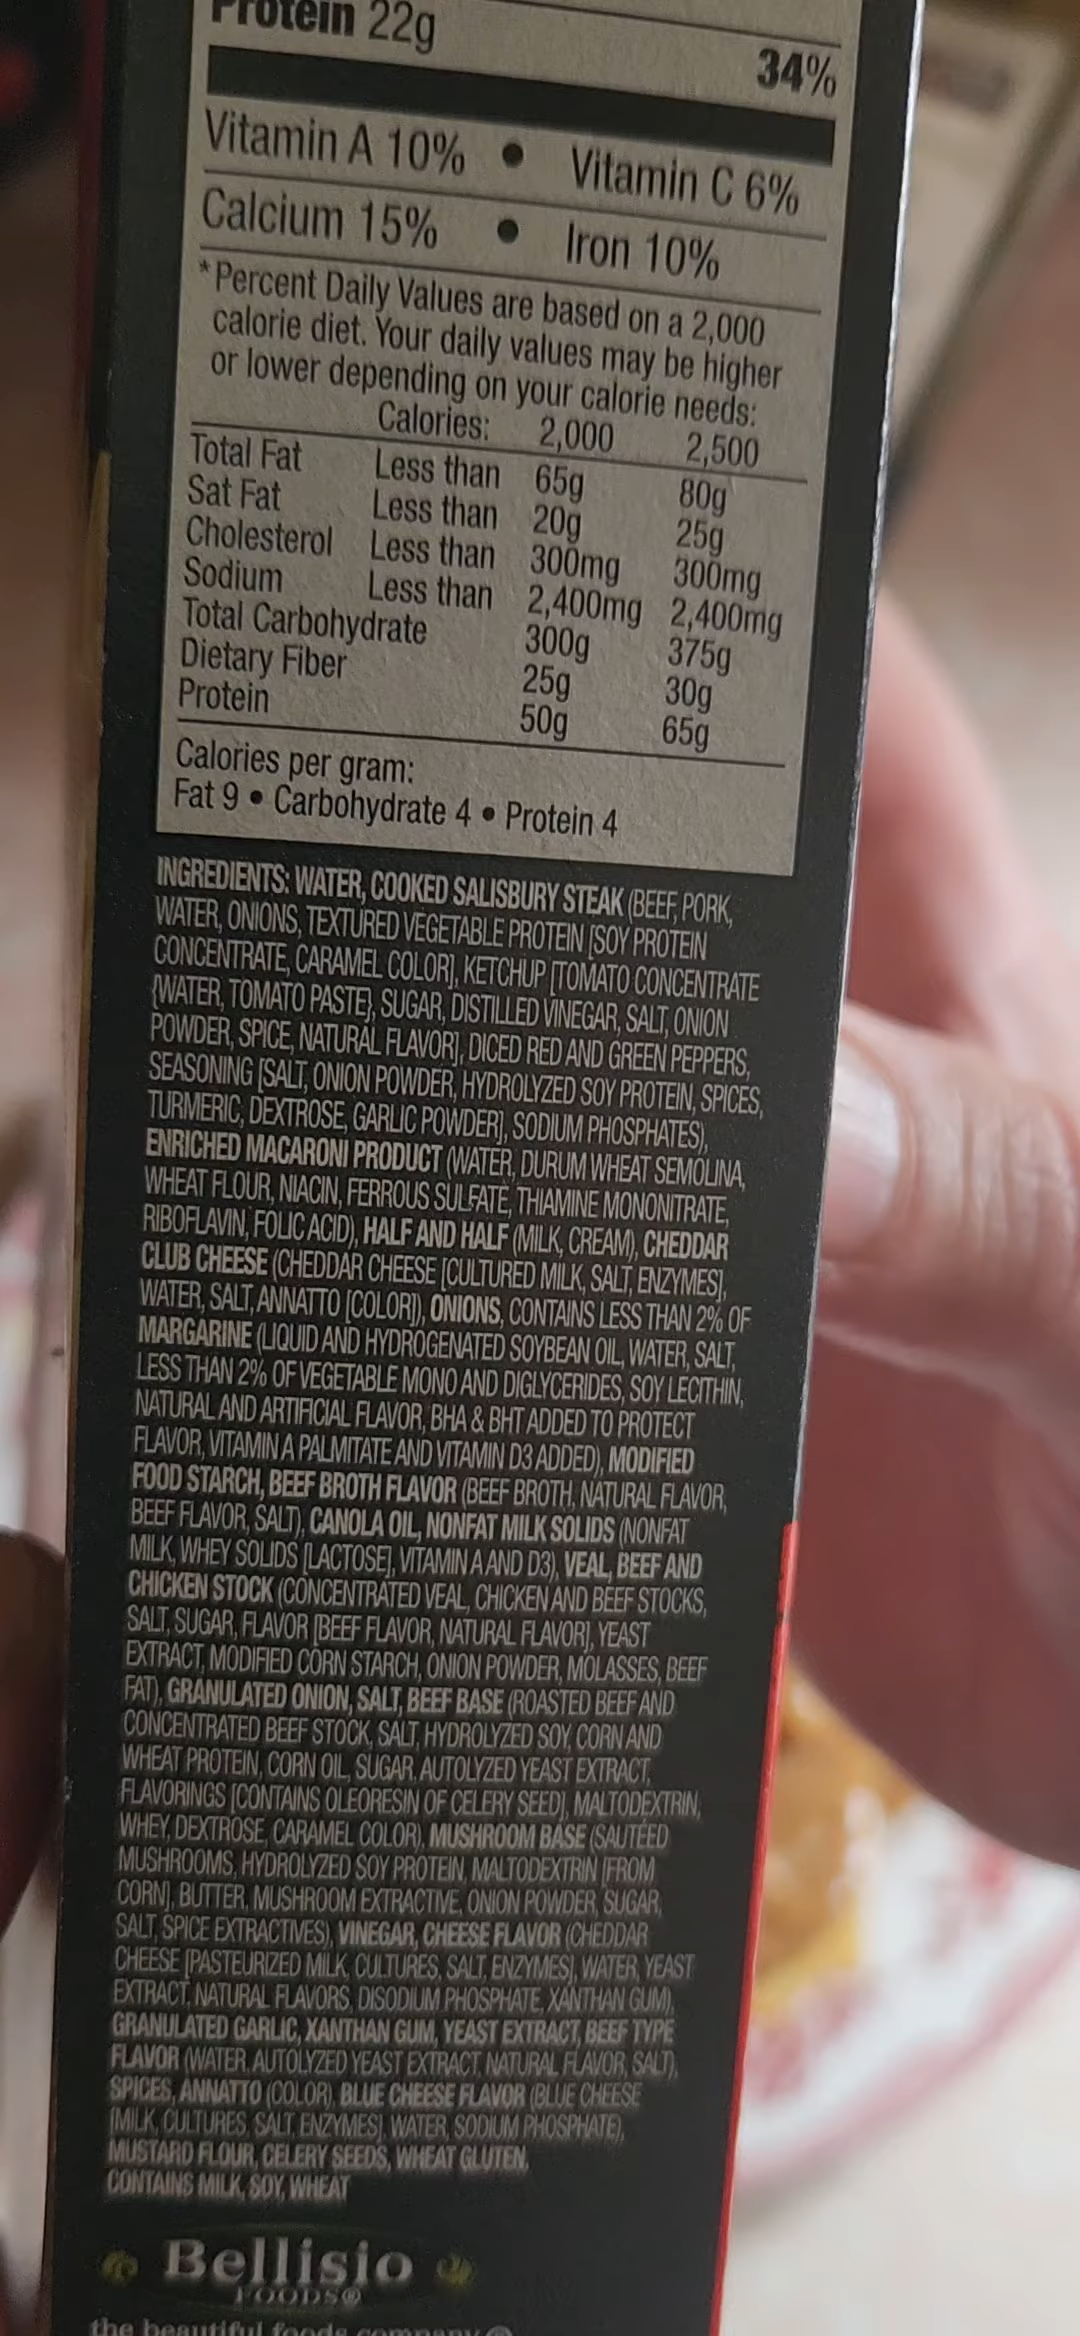 Protein 22g 34%
Vitamin A 10% • Vitamin C 6%
Calcium 15% • Iron 10%
*Percent Daily Values are based on a 2,000
calorie diet. Your daily values may be higher
or lower depending on your calorie needs:
Calories: 2,000 2,500
Total Fat Less than 65g 80g
Sat Fat Less than 20g 25g
Cholesterol Less than 300mg 300mg
Sodium Less than 2,400mg 2,400mg
Total Carbohydrate 300g 375g
Dietary Fiber 25g 30g
Protein 50g 65g
Calories per gram:
Fat 9 • Carbohydrate 4 • Protein 4
INGREDIENTS: WATER, COOKED SALISBURY STEAK (BEEF, PORK,
WATER, ONIONS, TEXTURED VEGETABLE PROTEIN [SOY PROTEIN
CONCENTRATE, CARAMEL COLOR], KETCHUP [TOMATO CONCENTRATE
{WATER, TOMATO PASTE}, SUGAR, DISTILLED VINEGAR, SALT, ONION
POWDER, SPICE, NATURAL FLAVOR], DICED RED AND GREEN PEPPERS,
SEASONING [SALT, ONION POWDER, HYDROLYZED SOY PROTEIN, SPICES,
TURMERIC, DEXTROSE, GARLIC POWDER], SODIUM PHOSPHATES),
ENRICHED MACARONI PRODUCT (WATER, DURUM WHEAT SEMOLINA,
WHEAT FLOUR, NIACIN, FERROUS SULFATE, THIAMINE MONONITRATE,
RIBOFLAVIN, FOLIC ACID), HALF AND HALF (MILK, CREAM), CHEDDAR
CLUB CHEESE (CHEDDAR CHEESE [CULTURED MILK, SALT, ENZYMES],
WATER, SALT, ANNATTO [COLOR]), ONIONS, CONTAINS LESS THAN 2% OF
MARGARINE (LIQUID AND HYDROGENATED SOYBEAN OIL, WATER, SALT,
LESS THAN 2% OF VEGETABLE MONO AND DIGLYCERIDES, SOY LECITHIN,
NATURAL AND ARTIFICIAL FLAVOR, BHA & BHT ADDED TO PROTECT
FLAVOR, VITAMIN A PALMITATE AND VITAMIN D3 ADDED), MODIFIED
FOOD STARCH, BEEF BROTH FLAVOR (BEEF BROTH, NATURAL FLAVOR,
BEEF FLAVOR, SALT), CANOLA OIL, NONFAT MILK SOLIDS (NONFAT
MILK, WHEY SOLIDS [LACTOSE], VITAMIN A AND D3), VEAL, BEEF AND
CHICKEN STOCK (CONCENTRATED VEAL, CHICKEN AND BEEF STOCKS,
SALT, SUGAR, FLAVOR [BEEF FLAVOR, NATURAL FLAVOR], YEAST
EXTRACT, MODIFIED CORN STARCH, ONION POWDER, MOLASSES, BEEF
FAT), GRANULATED ONION, SALT, BEEF BASE (ROASTED BEEF AND
CONCENTRATED BEEF STOCK, SALT, HYDROLYZED SOY, CORN AND
WHEAT PROTEIN, CORN OIL, SUGAR, AUTOLYZED YEAST EXTRACT,
FLAVORINGS [CONTAINS OLEORESIN OF CELERY SEED], MALTODEXTRIN,
WHEY, DEXTROSE, CARAMEL COLOR), MUSHROOM BASE (SAUTÉED
MUSHROOMS, HYDROLYZED SOY PROTEIN, MALTODEXTRIN [FROM
CORN], BUTTER, MUSHROOM EXTRACTIVE, ONION POWDER, SUGAR,
SALT, SPICE EXTRACTIVES), VINEGAR, CHEESE FLAVOR (CHEDDAR
CHEESE [PASTEURIZED MILK, CULTURES, SALT, ENZYMES], WATER, YEAST
EXTRACT, NATURAL FLAVORS, DISODIUM PHOSPHATE, XANTHAN GUM),
GRANULATED GARLIC, XANTHAN GUM, YEAST EXTRACT, BEEF TYPE
FLAVOR (WATER, AUTOLYZED YEAST EXTRACT, NATURAL FLAVOR, SALT),
SPICES, ANNATTO (COLOR), BLUE CHEESE FLAVOR (BLUE CHEESE
[MILK, CULTURES, SALT, ENZYMES], WATER, SODIUM PHOSPHATE),
MUSTARD FLOUR, CELERY SEEDS, WHEAT GLUTEN.
CONTAINS MILK, SOY, WHEAT
Bellisio
FOODS®
the beautiful foods company®